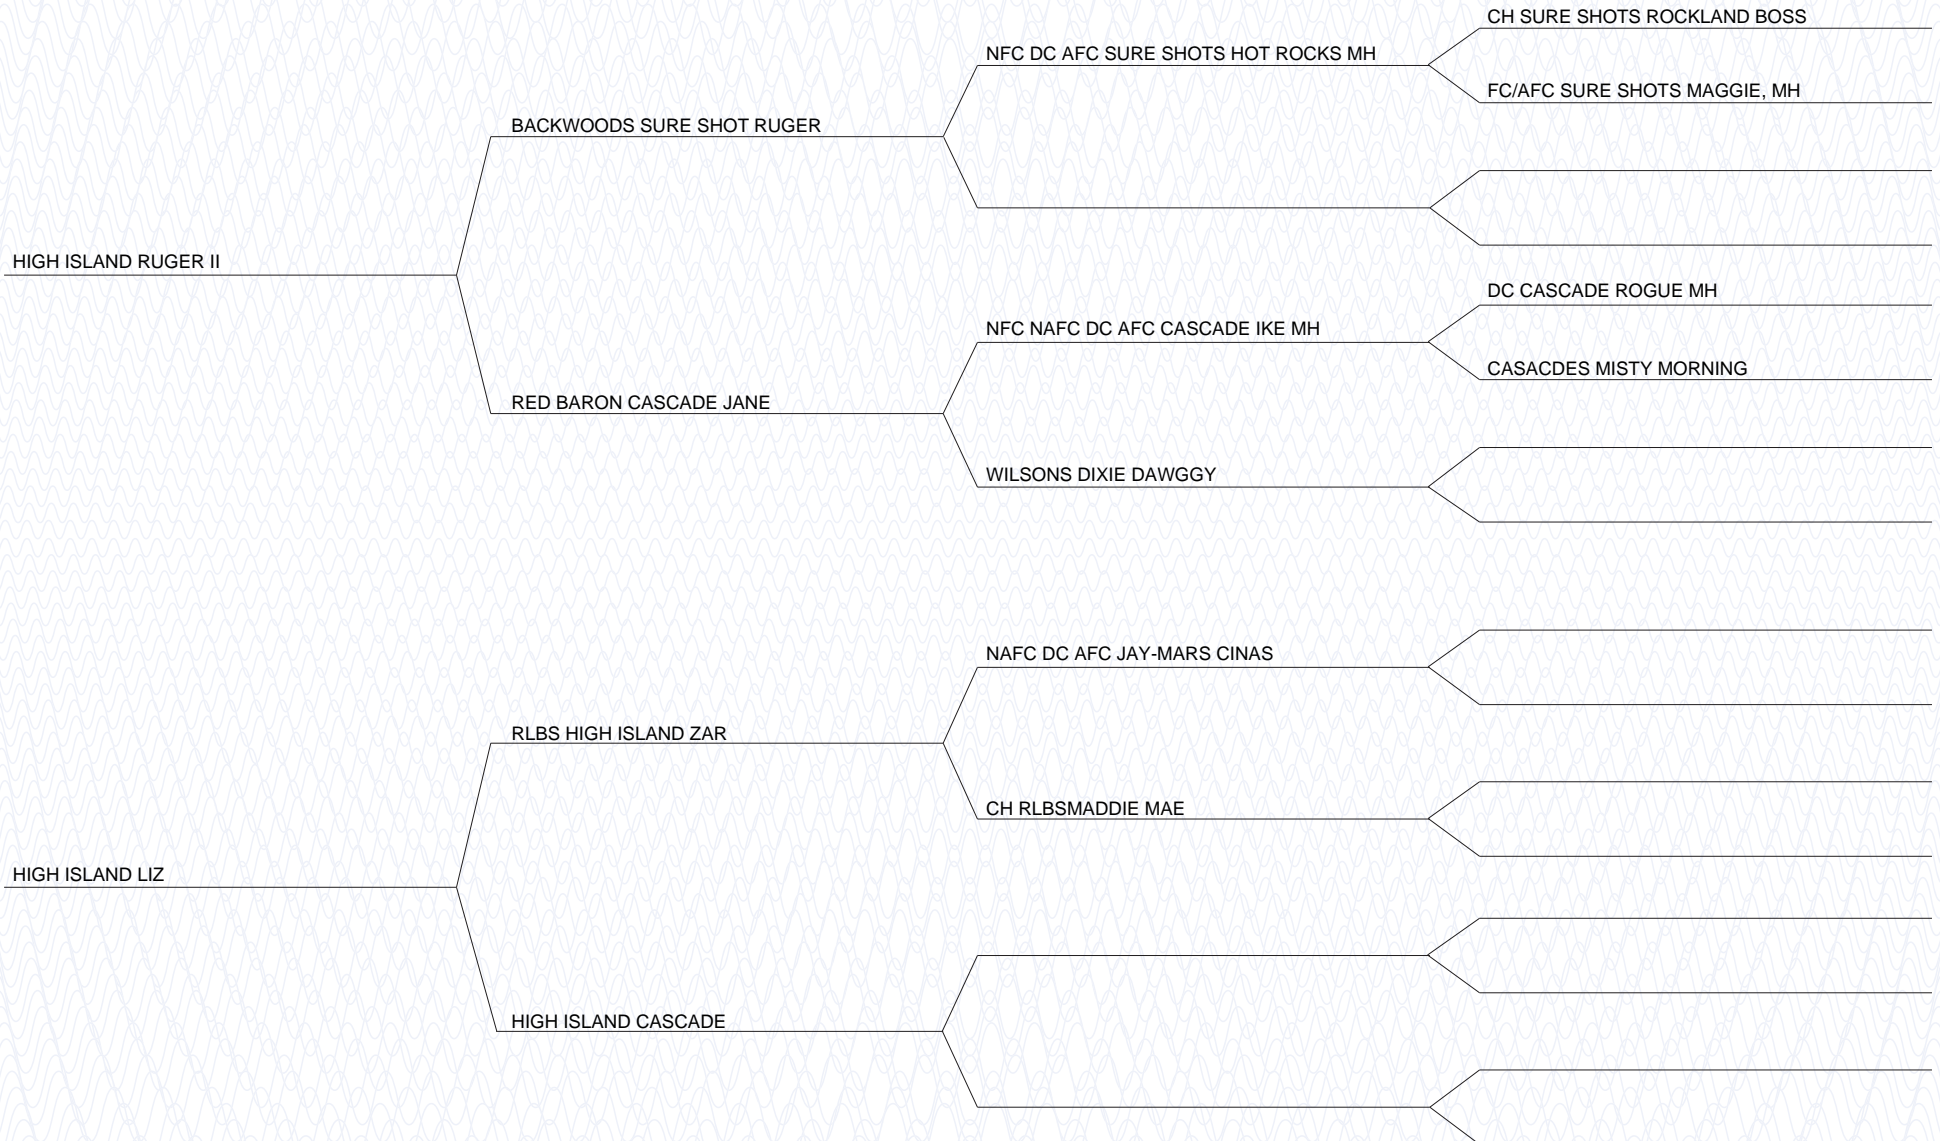 CH SURE SHOTS ROCKLAND BOSS
NFC DC AFC SURE SHOTS HOT ROCKS MH
FC/AFC SURE SHOTS MAGGIE, MH
BACKWOODS SURE SHOT RUGER
HIGH ISLAND RUGER II
DC CASCADE ROGUE MH
NFC NAFC DC AFC CASCADE IKE MH
CASACDES MISTY MORNING
RED BARON CASCADE JANE
WILSONS DIXIE DAWGGY
NAFC DC AFC JAY-MARS CINAS
RLBS HIGH ISLAND ZAR
CH RLBSMADDIE MAE
HIGH ISLAND LIZ
HIGH ISLAND CASCADE